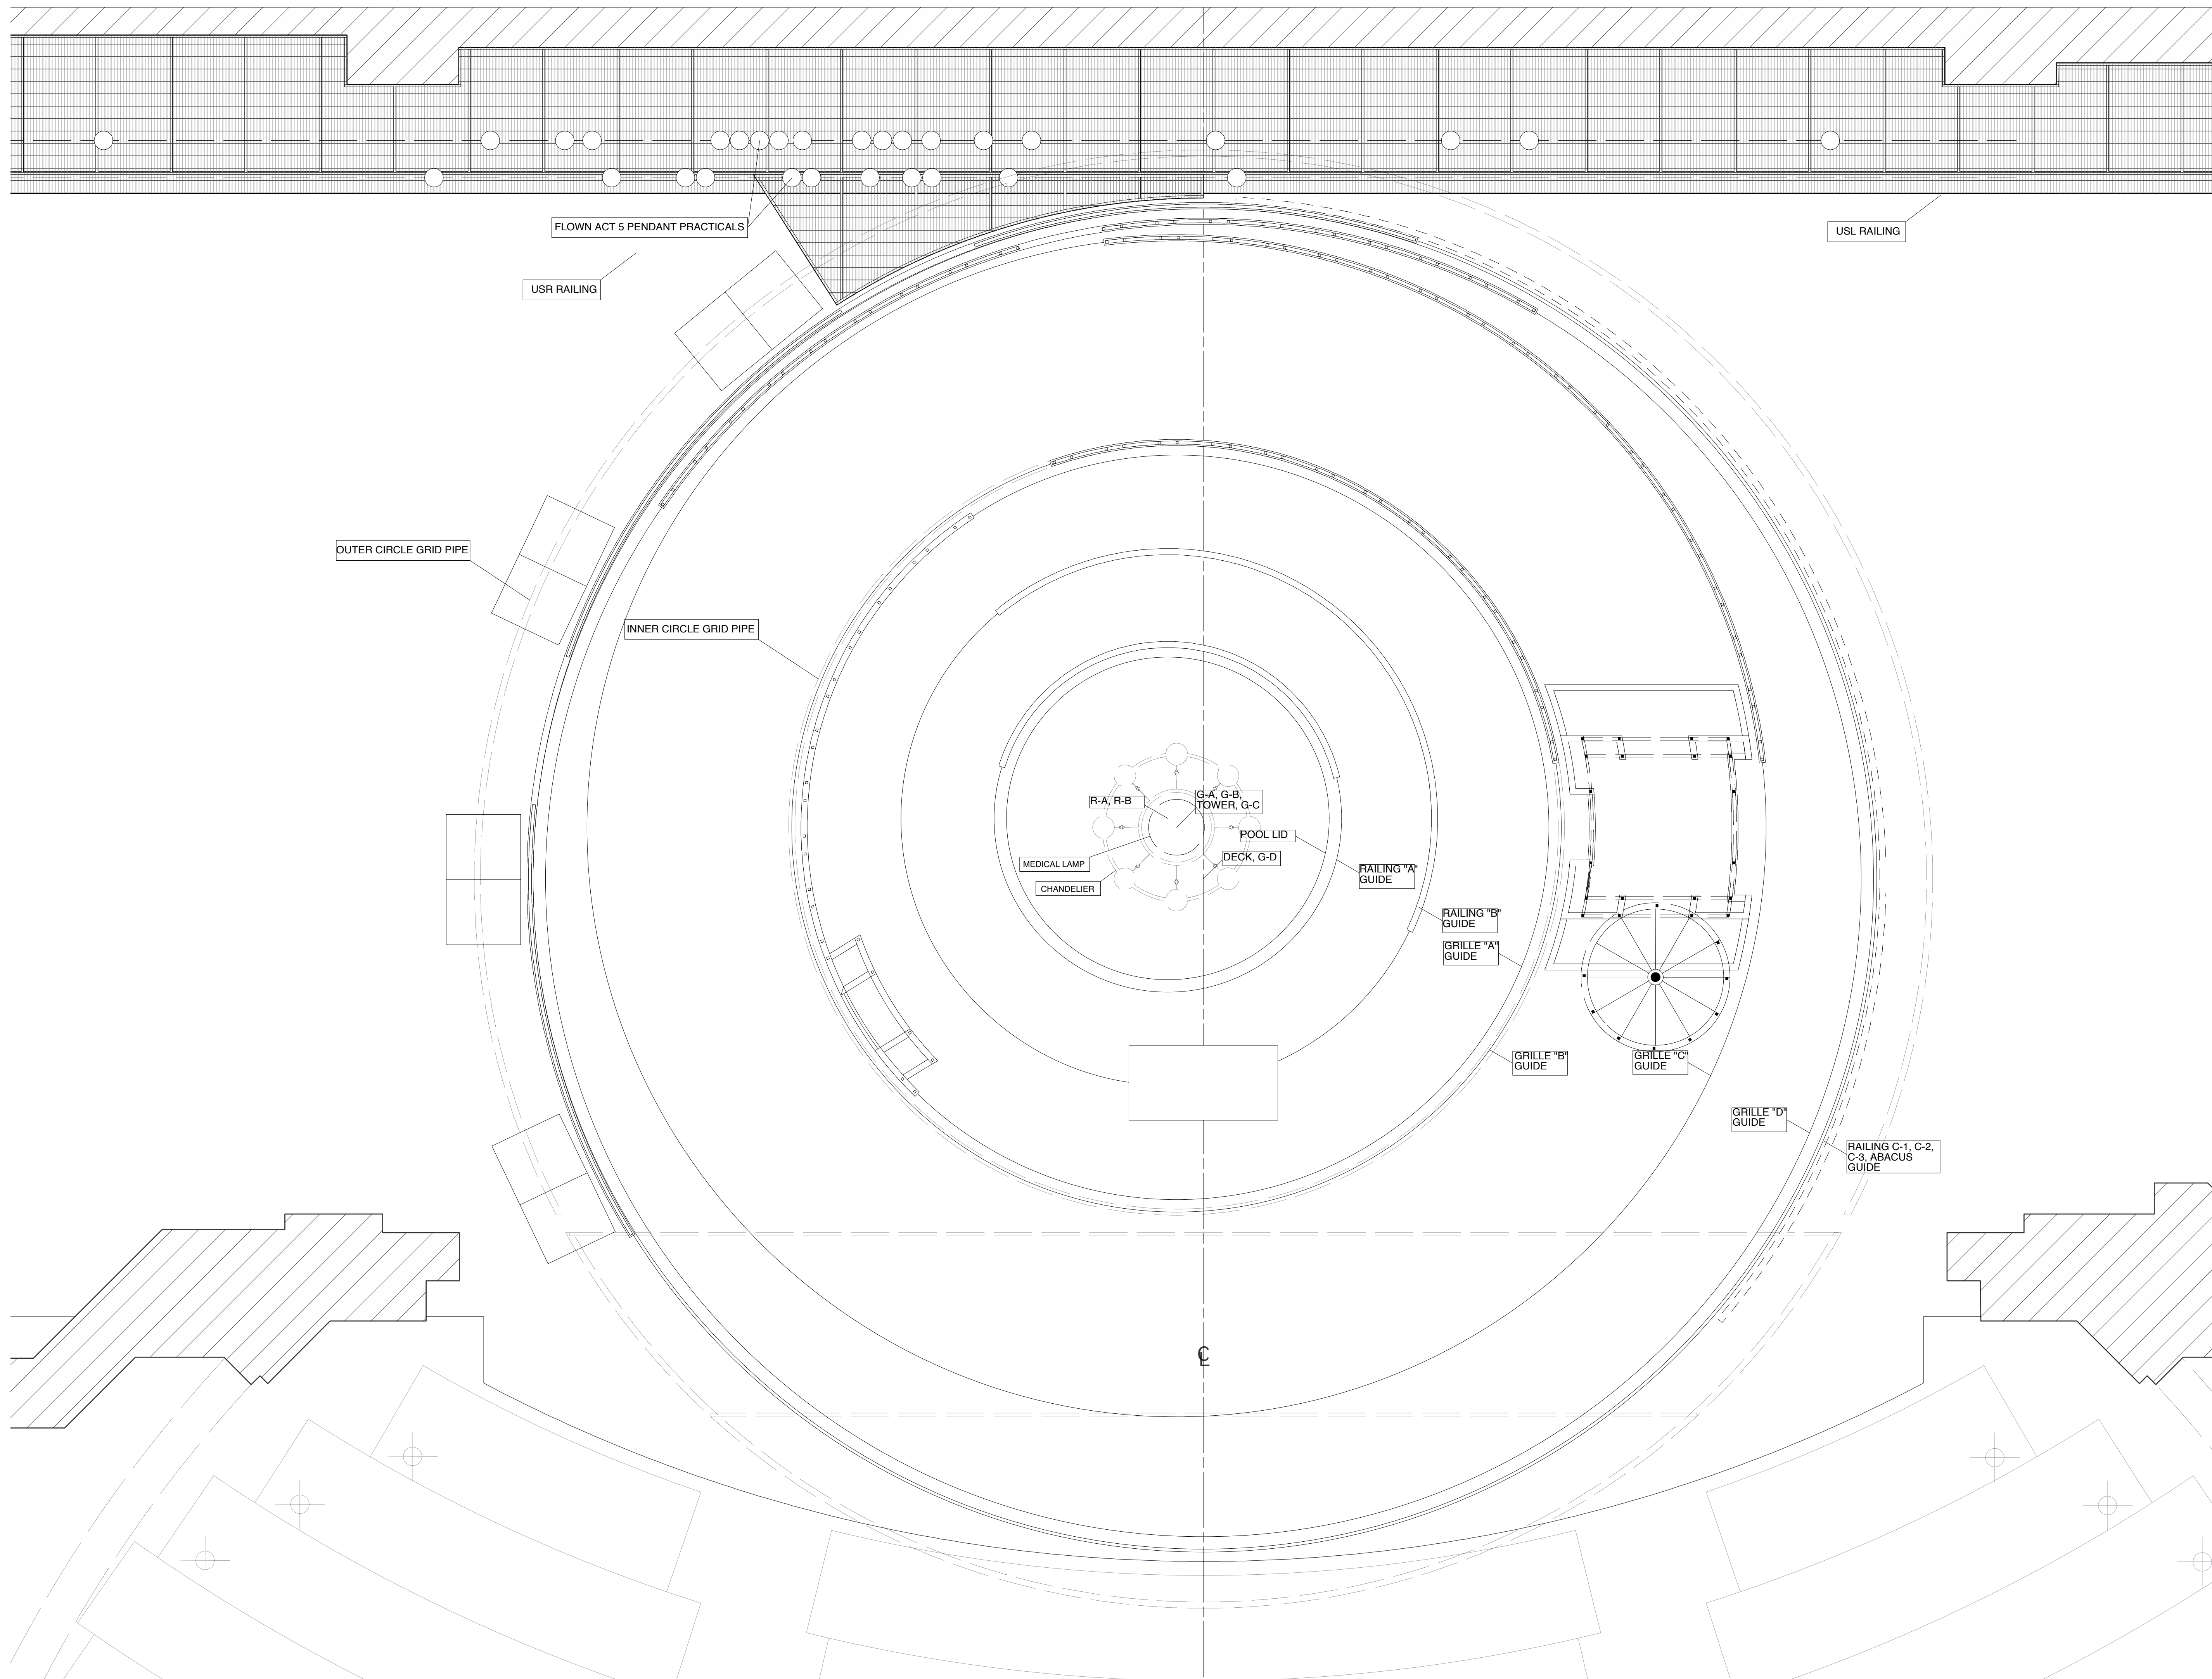 FLOWN ACT 5 PENDANT PRACTICALS
USL RAILING
USR RAILING
OUTER CIRCLE GRID PIPE
INNER CIRCLE GRID PIPE
R-A, R-B
G-A, G-B,
TOWER, G-C
POOL LID
DECK, G-D
MEDICAL LAMP
CHANDELIER
RAILING "A"
GUIDE
RAILING "B"
GUIDE
GRILLE "A"
GUIDE
GRILLE "B"
GUIDE
GRILLE "C"
GUIDE
GRILLE "D"
GUIDE
RAILING C-1, C-2,
C-3, ABACUS
GUIDE
CL